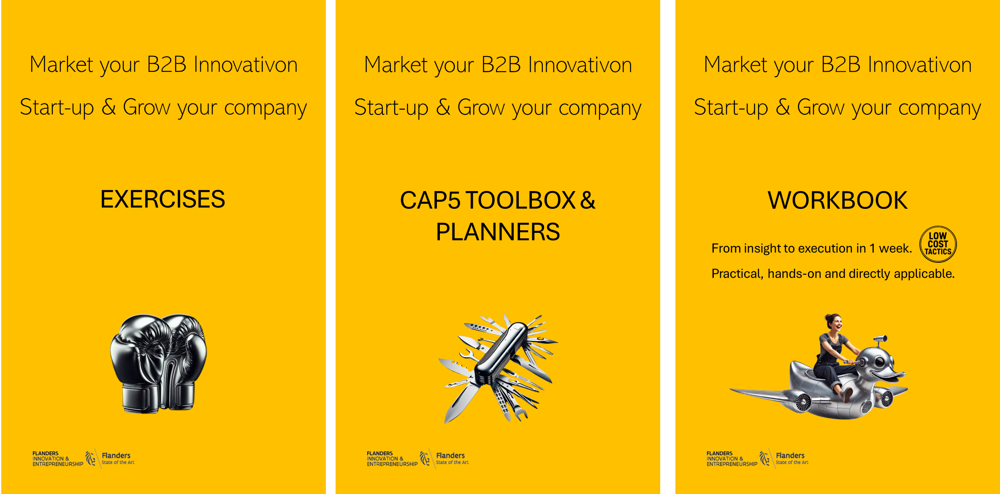 Market your B2B Innovativon
Start-up & Grow your company
EXERCISES
FLANDERS
INNOVATION &
ENTREPRENEURSHIP
Flanders
State of the Art
Market your B2B Innovativon
Start-up & Grow your company
CAP5 TOOLBOX &
PLANNERS
FLANDERS
INNOVATION &
ENTREPRENEURSHIP
Flanders
State of the Art
Market your B2B Innovativon
Start-up & Grow your company
WORKBOOK
From insight to execution in 1 week.
LOW
COST
TACTICS
Practical, hands-on and directly applicable.
FLANDERS
INNOVATION &
ENTREPRENEURSHIP
Flanders
State of the Art